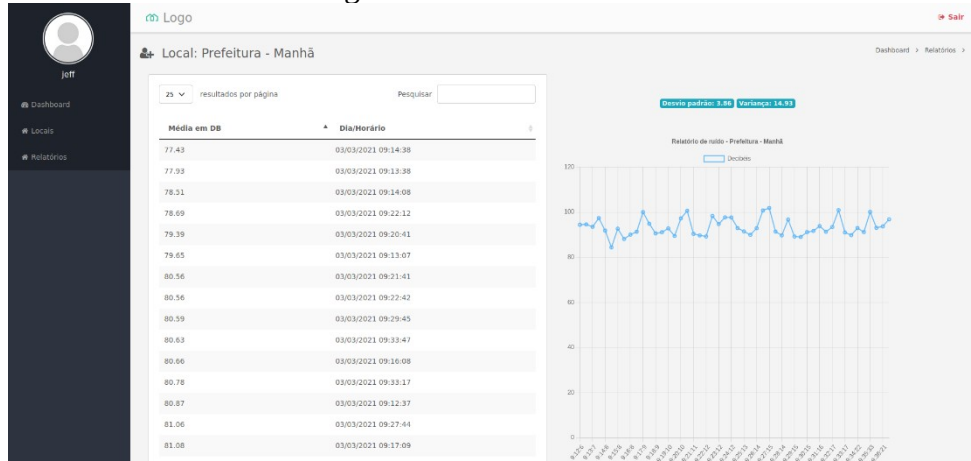 Logo
Sair
jeff
Dashboard
Locais
Relatórios
Local: Prefeitura - Manhã
Dashboard > Relatórios >
25 resultados por página
Pesquisar
Média em DB Dia/Horário
77.43 03/03/2021 09:14:38
77.93 03/03/2021 09:13:38
78.51 03/03/2021 09:14:08
78.69 03/03/2021 09:22:12
79.39 03/03/2021 09:20:41
79.65 03/03/2021 09:13:07
80.56 03/03/2021 09:21:41
80.56 03/03/2021 09:22:42
80.59 03/03/2021 09:29:45
80.63 03/03/2021 09:33:47
80.66 03/03/2021 09:16:08
80.78 03/03/2021 09:33:17
80.87 03/03/2021 09:12:37
81.06 03/03/2021 09:27:44
81.08 03/03/2021 09:17:09
Desvio padrão: 3.86 Variança: 14.93
Relatório de ruído - Prefeitura - Manhã
Decibéis
120
100
80
60
40
20
0